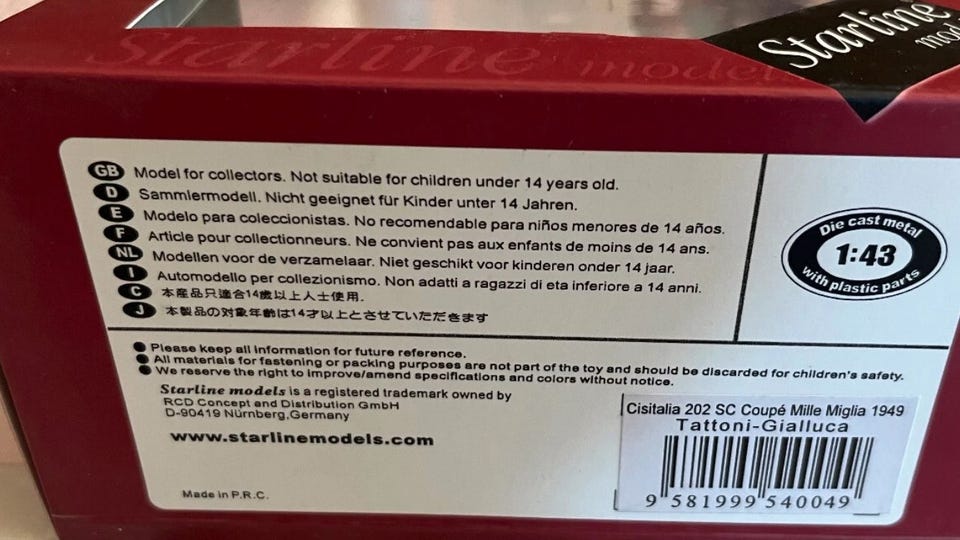 Starline models
Starline
GB Model for collectors. Not suitable for children under 14 years old.
D Sammlermodell. Nicht geeignet für Kinder unter 14 Jahren.
E Modelo para coleccionistas. No recomendable para niños menores de 14 años.
F Article pour collectionneurs. Ne convient pas aux enfants de moins de 14 ans.
NL Modellen voor de verzamelaar. Niet geschikt voor kinderen onder 14 jaar.
I Automodello per collezionismo. Non adatti a ragazzi di eta inferiore a 14 anni.
C 本産品只適合14歲以上人士使用.
J 本製品の対象年齢は14才以上とさせていただきます
Die cast metal
1:43
with plastic parts
Please keep all information for future reference.
All materials for fastening or packing purposes are not part of the toy and should be discarded for children's safety.
We reserve the right to improve/amend specifications and colors without notice.
Starline models is a registered trademark owned by
RCD Concept and Distribution GmbH
D-90419 Nürnberg,Germany
www.starlinemodels.com
Made in P.R.C.
Cisitalia 202 SC Coupé Mille Miglia 1949
Tattoni-Gialluca
9 581999 540049